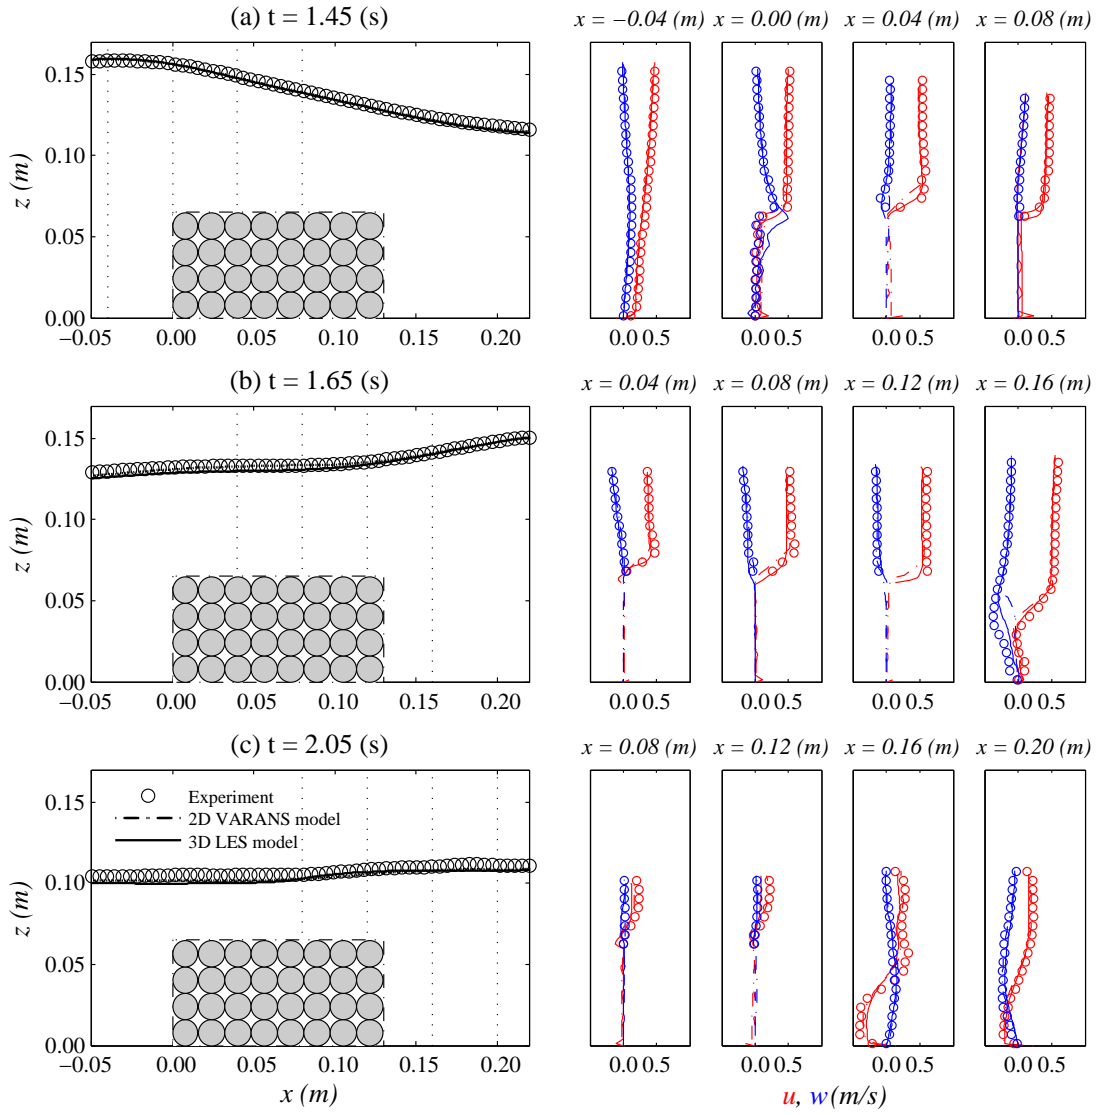 (a) t = 1.45 (s)
x = −0.04 (m) x = 0.00 (m) x = 0.04 (m) x = 0.08 (m)
0.15
0.10
0.05
0.00
z (m)
−0.05 0.00 0.05 0.10 0.15 0.20
0.0 0.5 0.0 0.5 0.0 0.5 0.0 0.5
(b) t = 1.65 (s)
x = 0.04 (m) x = 0.08 (m) x = 0.12 (m) x = 0.16 (m)
0.15
0.10
0.05
0.00
z (m)
−0.05 0.00 0.05 0.10 0.15 0.20
0.0 0.5 0.0 0.5 0.0 0.5 0.0 0.5
(c) t = 2.05 (s)
x = 0.08 (m) x = 0.12 (m) x = 0.16 (m) x = 0.20 (m)
0.15
0.10
0.05
0.00
z (m)
Experiment
2D VARANS model
3D LES model
−0.05 0.00 0.05 0.10 0.15 0.20
0.0 0.5 0.0 0.5 0.0 0.5 0.0 0.5
x (m)
u, w (m/s)